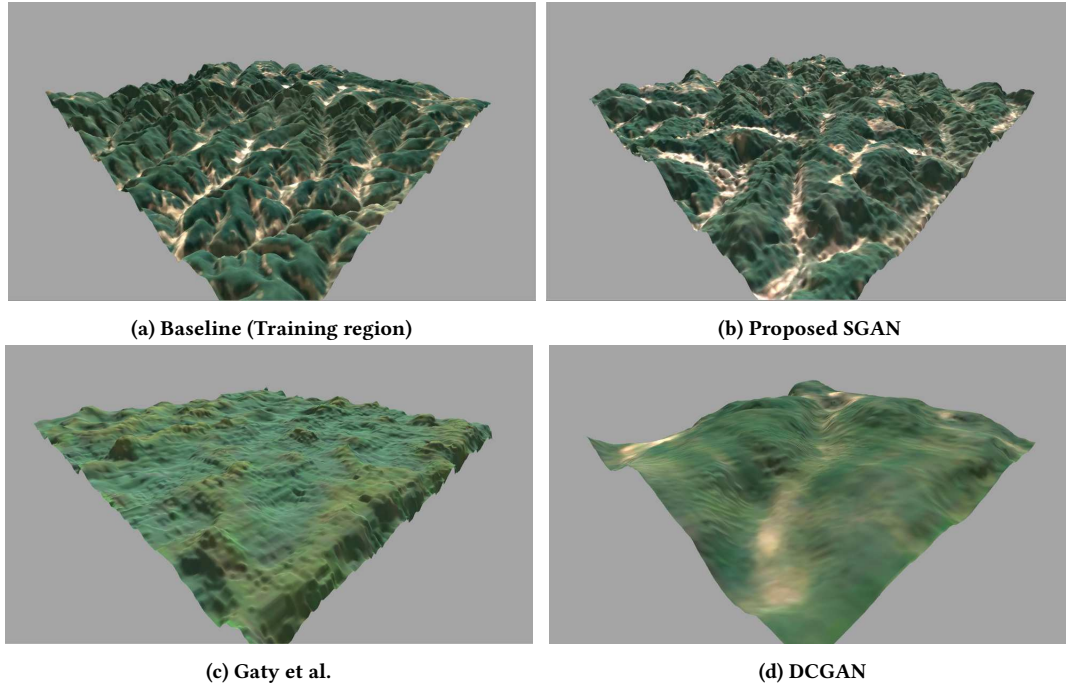 (a) Baseline (Training region)
(b) Proposed SGAN
(c) Gaty et al.
(d) DCGAN